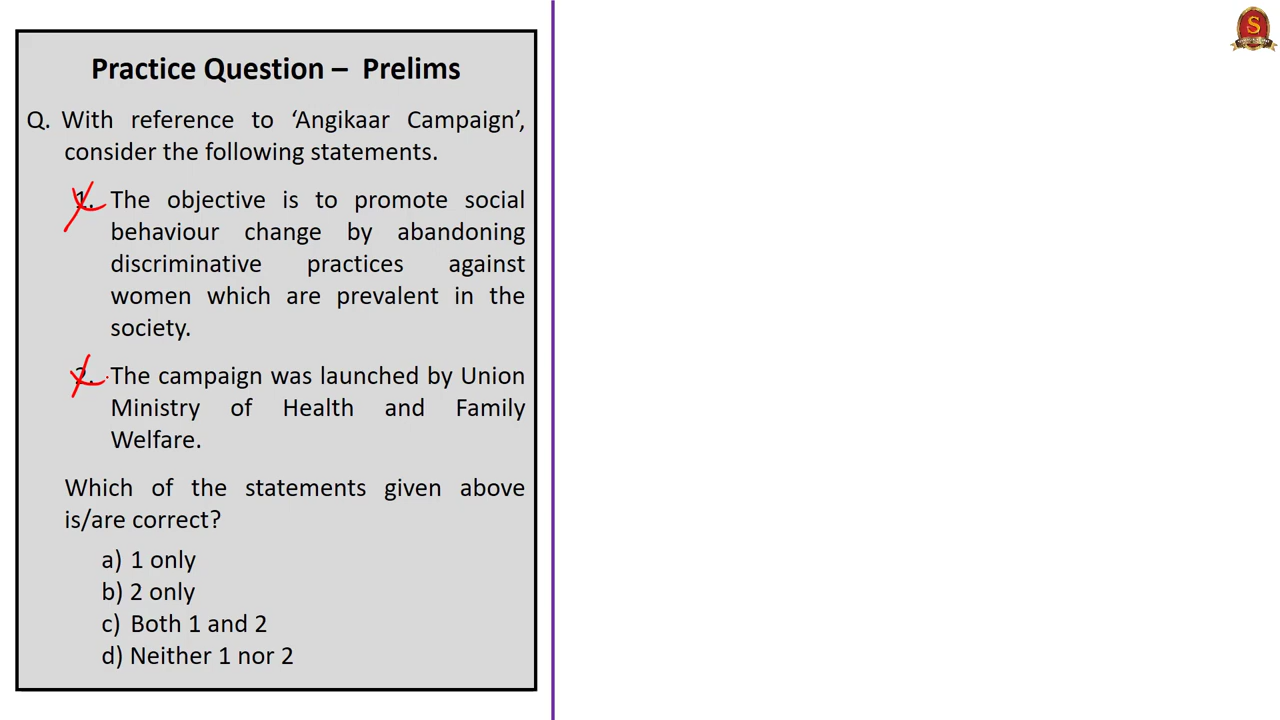 Practice Question – Prelims
Q. With reference to ‘Angikaar Campaign’,
consider the following statements.
1. The objective is to promote social
behaviour change by abandoning
discriminative practices against
women which are prevalent in the
society.
2. The campaign was launched by Union
Ministry of Health and Family
Welfare.
Which of the statements given above
is/are correct?
a) 1 only
b) 2 only
c) Both 1 and 2
d) Neither 1 nor 2
S